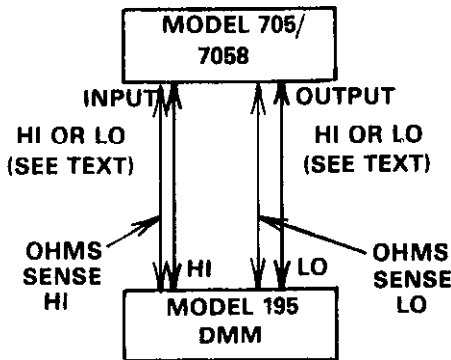 MODEL 705/
7058
INPUT
OUTPUT
HI OR LO
(SEE TEXT)
HI OR LO
(SEE TEXT)
OHMS
SENSE
HI
HI
LO
OHMS
SENSE
LO
MODEL 195
DMM